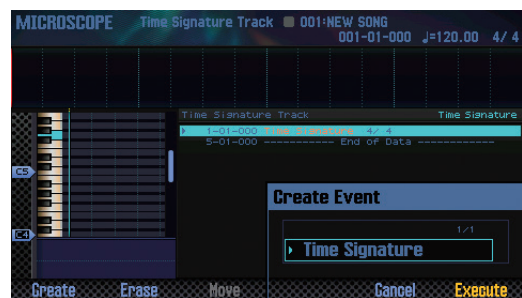 MICROSCOPE Time Signature Track 001:NEW SONG
001-01-000 ♩=120.00 4/ 4
Time Signature Track Time Signature
1-01-000 Time Signature 4/ 4
5-01-000 ------------ End of Data ------------
C5
Create Event
1/1
C4
Time Signature
Create Erase Move Cancel Execute